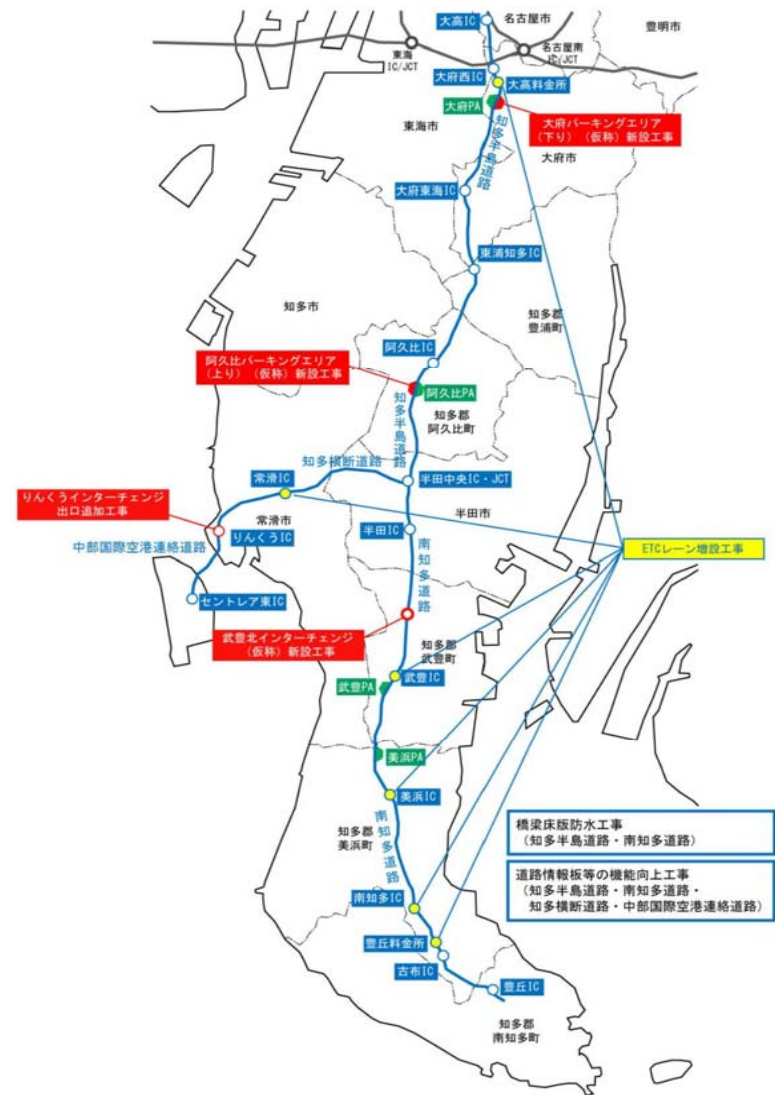 大高IC
名古屋市
豊明市
東海
IC/JCT
名古屋南
IC/JCT
大府西IC
大高料金所
大府PA
大府パーキングエリア
(下り)(仮称)新設工事
東海市
知多半島道路
大府市
大府東海IC
東浦知多IC
知多市
知多郡
豊浦町
阿久比IC
阿久比パーキングエリア
(上り)(仮称)新設工事
阿久比PA
知多郡
阿久比町
知多半島道路
知多横断道路
常滑IC
半田中央IC・JCT
りんくうインターチェンジ
出口追加工事
常滑市
半田市
りんくうIC
半田IC
中部国際空港連絡道路
南知多道路
ETCレーン増設工事
セントレア東IC
武豊北インターチェンジ
(仮称)新設工事
知多郡
武豊町
武豊IC
武豊PA
美浜PA
美浜IC
橋梁床版防水工事
(知多半島道路・南知多道路)
知多郡
美浜町
南知多道路
道路情報板等の機能向上工事
(知多半島道路・南知多道路・
知多横断道路・中部国際空港連絡道路)
南知多IC
豊丘料金所
古布IC
豊丘IC
知多郡
南知多町